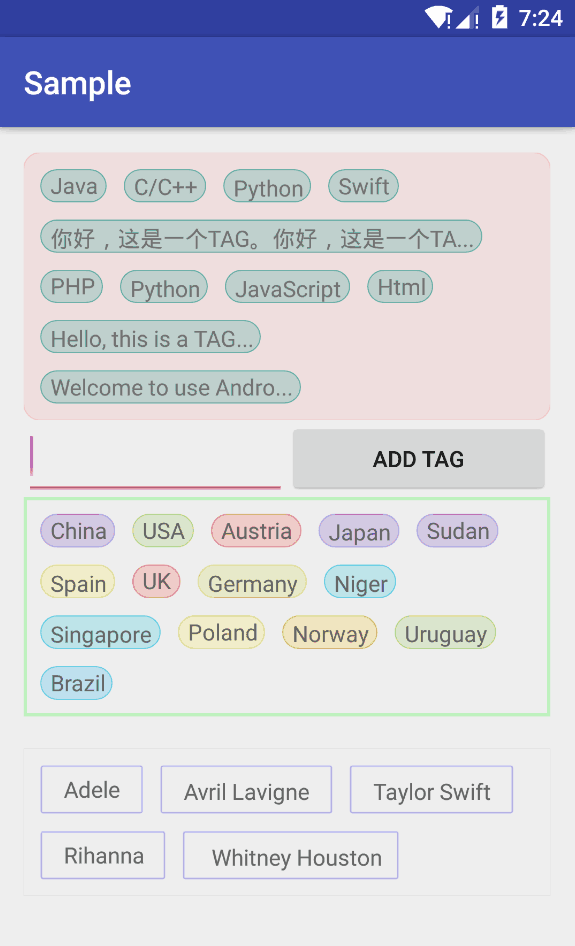 7:24
Sample
Java C/C++ Python Swift
你好，这是一个TAG。你好，这是一个TA...
PHP Python JavaScript Html
Hello, this is a TAG...
Welcome to use Andro...
ADD TAG
China USA Austria Japan Sudan
Spain UK Germany Niger
Singapore Poland Norway Uruguay
Brazil
Adele Avril Lavigne Taylor Swift
Rihanna Whitney Houston